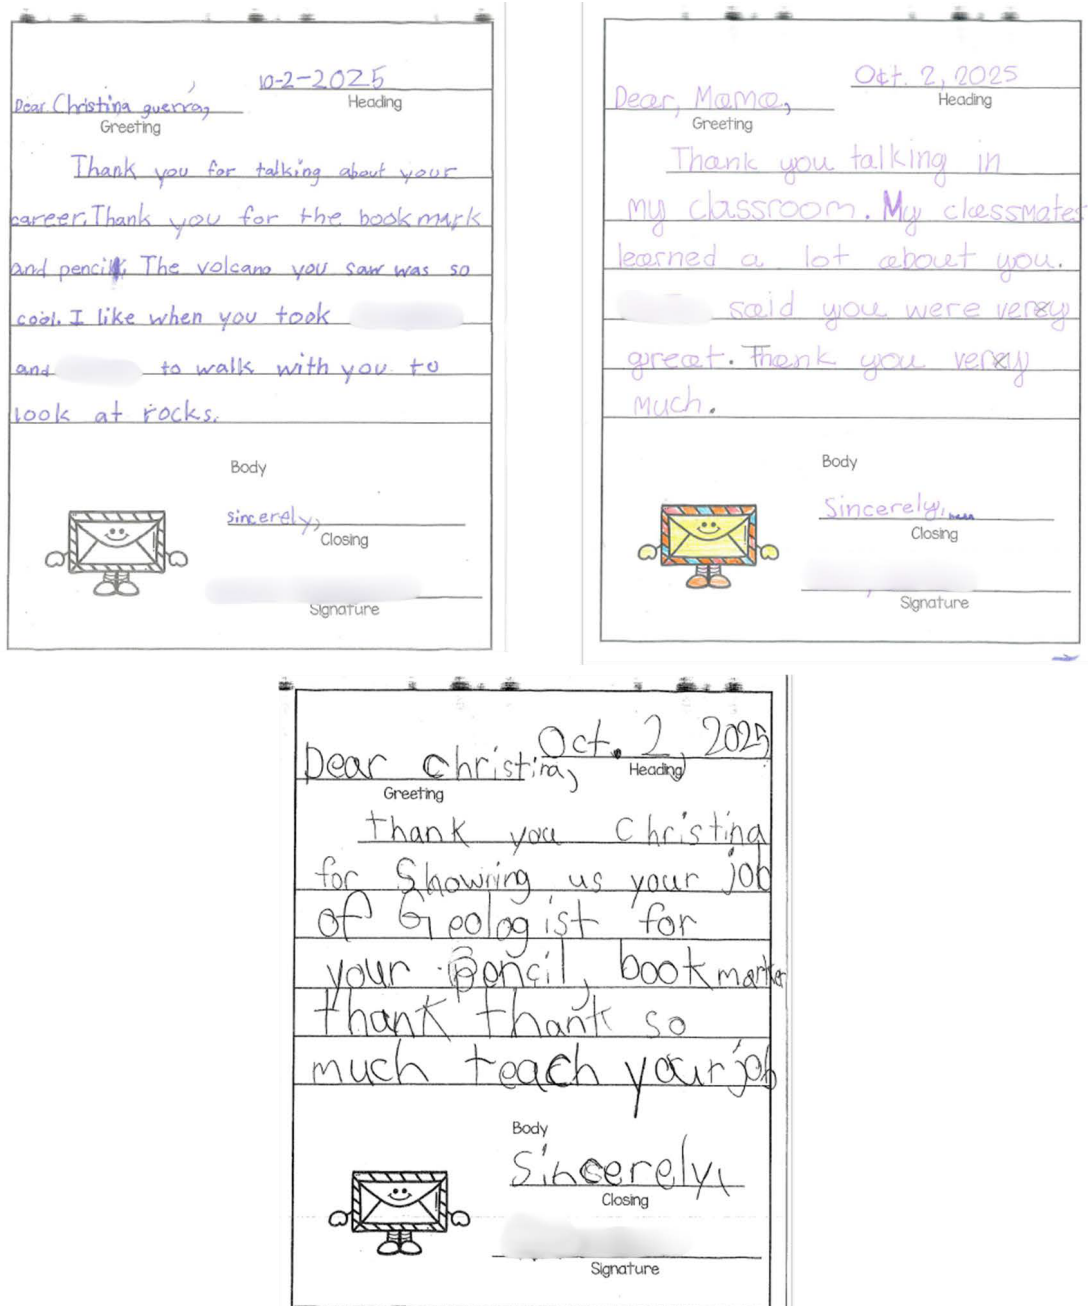 10-2-2025
Heading
Dear Christina guerra,
Greeting
Thank you for talking about your
career. Thank you for the bookmark
and pencil. The volcano you saw was so
cool. I like when you took
and to walk with you to
look at rocks.
Body
Sincerely,
Closing
Signature
Oct. 2, 2025
Heading
Dear, Mama,
Greeting
Thank you talking in
my classroom. My classmates
learned a lot about you.
said you were very
great. Thank you very
much.
Body
Sincerely,
Closing
Signature
Oct. 2, 2025
Heading
Dear Christina,
Greeting
thank you Christina
for Showing us your job
of Geologist for
your pencil, bookmarker
thank thank so
much teach your job
Body
Sincerely,
Closing
Signature